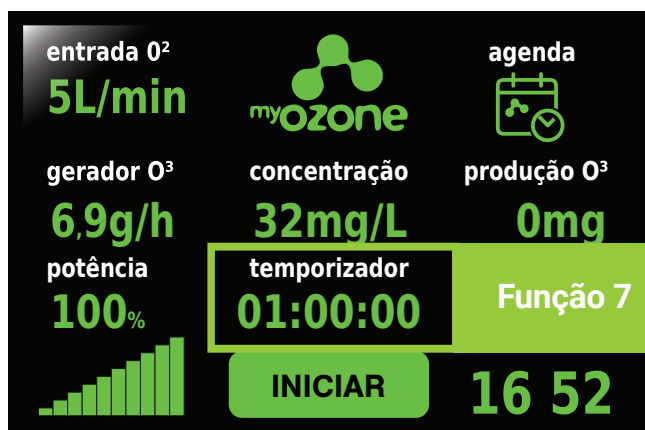 entrada 0²
5L/min
myozone
agenda
gerador O³
6,9g/h
concentração
32mg/L
produção O³
0mg
potência
100%
temporizador
01:00:00
Função 7
INICIAR
16 52